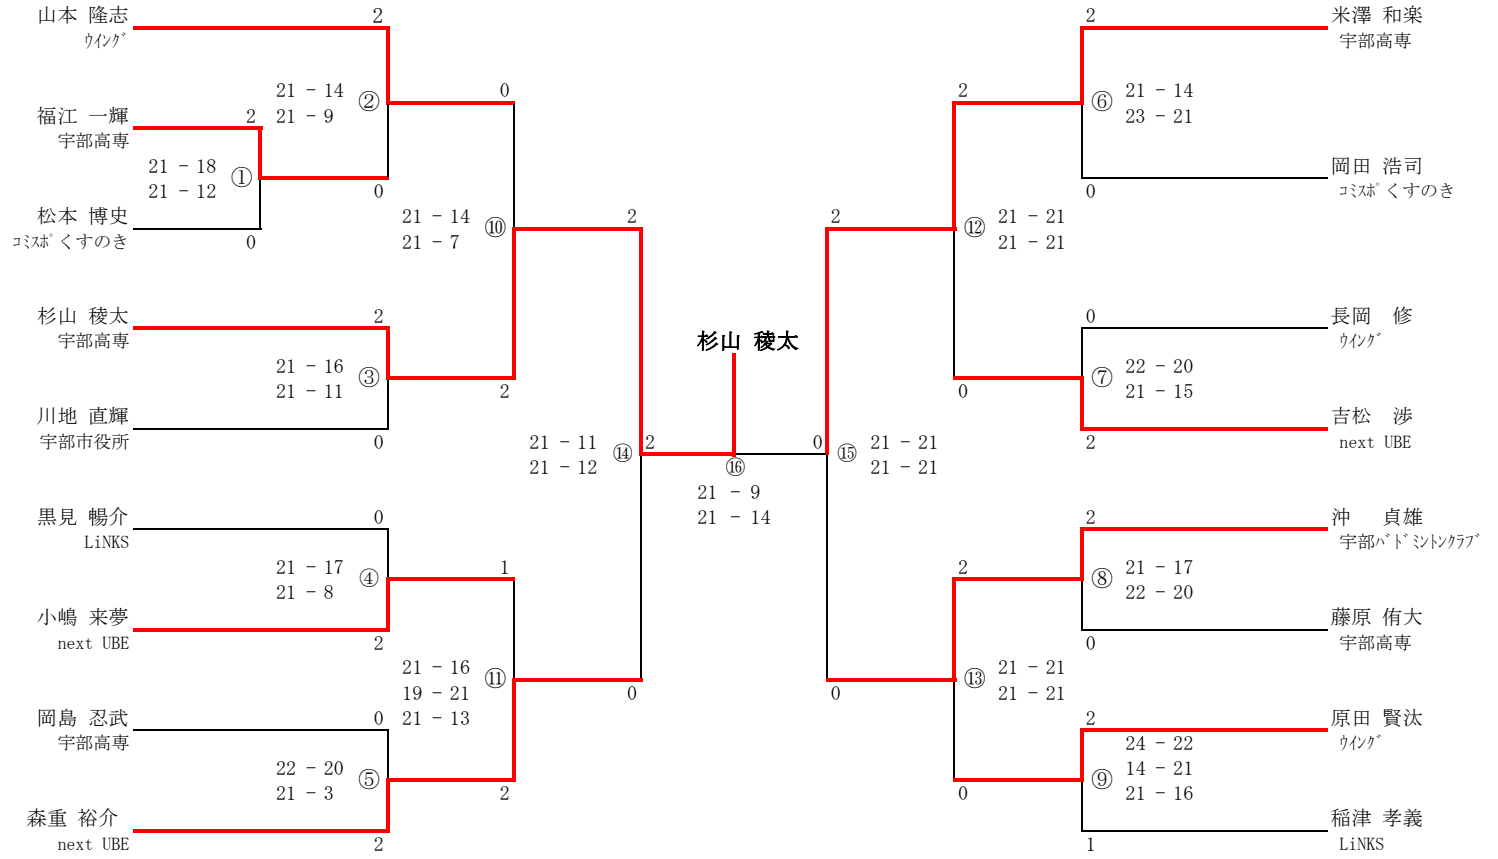 山本 隆志
ｳｲﾝｸﾞ
2
21 － 14
② 
21 － 9
0
福江 一輝
宇部高専
2
21 － 18
① 
21 － 12
0
松本 博史
ｺﾐｽﾎﾟくすのき
0
21 － 14
⑩
21 － 7
2
杉山 稜太
宇部高専
2
21 － 16
③
21 － 11
2
川地 直輝
宇部市役所
0
21 － 11
⑭
21 － 12
2
黒見 暢介
LiNKS
0
21 － 17
④
21 － 8
1
小嶋 来夢
next UBE
2
21 － 16
⑪
19 － 21
21 － 13
0
岡島 忍武
宇部高専
0
22 － 20
⑤
21 － 3
2
森重 裕介
next UBE
2
杉山 稜太
⑯
21 － 9
21 － 14
2
米澤 和楽
宇部高専
2
⑥
21 － 14
23 － 21
0
岡田 浩司
ｺﾐｽﾎﾟくすのき
2
⑫
21 － 21
21 － 21
0
長岡　修
ｳｲﾝｸﾞ
⑦
22 － 20
21 － 15
0
吉松　渉
next UBE
2
0
⑮
21 － 21
21 － 21
2
沖　貞雄
宇部ﾊﾞﾄﾞﾐﾝﾄﾝｸﾗﾌﾞ
2
⑧
21 － 17
22 － 20
0
藤原 侑大
宇部高専
0
⑬
21 － 21
21 － 21
2
原田 賢汰
ｳｲﾝｸﾞ
24 － 22
14 － 21
⑨
21 － 16
0
稲津 孝義
1
LiNKS